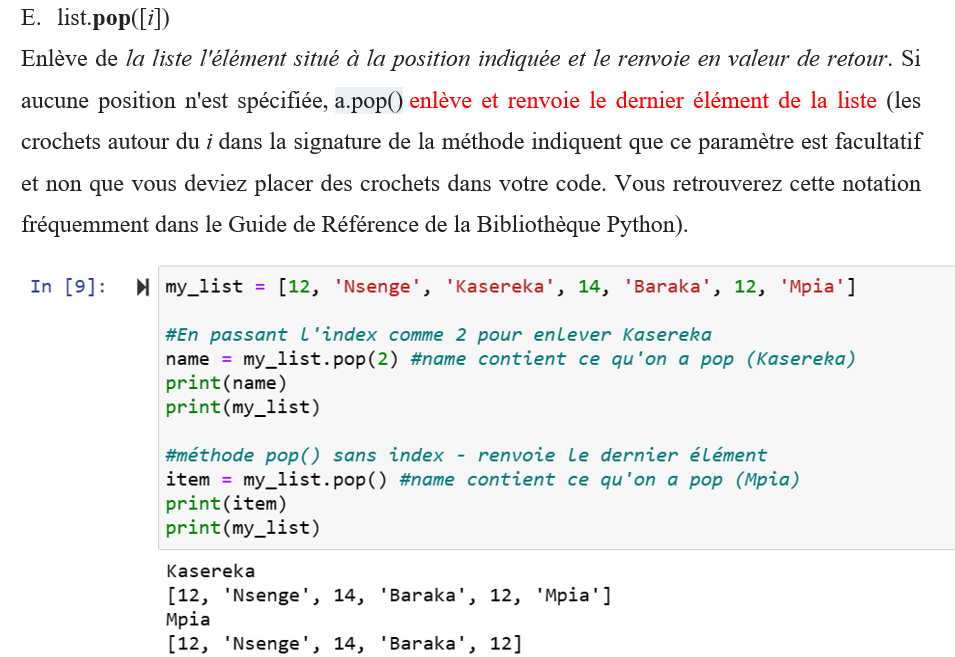 E. list.pop([i])
Enlève de la liste l'élément situé à la position indiquée et le renvoie en valeur de retour. Si
aucune position n'est spécifiée, a.pop() enlève et renvoie le dernier élément de la liste (les
crochets autour du i dans la signature de la méthode indiquent que ce paramètre est facultatif
et non que vous deviez placer des crochets dans votre code. Vous retrouverez cette notation
fréquemment dans le Guide de Référence de la Bibliothèque Python).
In [9]: my_list = [12, 'Nsenge', 'Kasereka', 14, 'Baraka', 12, 'Mpia']
#En passant l'index comme 2 pour enlever Kasereka
name = my_list.pop(2) #name contient ce qu'on a pop (Kasereka)
print(name)
print(my_list)
#méthode pop() sans index - renvoie le dernier élément
item = my_list.pop() #name contient ce qu'on a pop (Mpia)
print(item)
print(my_list)
Kasereka
[12, 'Nsenge', 14, 'Baraka', 12, 'Mpia']
Mpia
[12, 'Nsenge', 14, 'Baraka', 12]